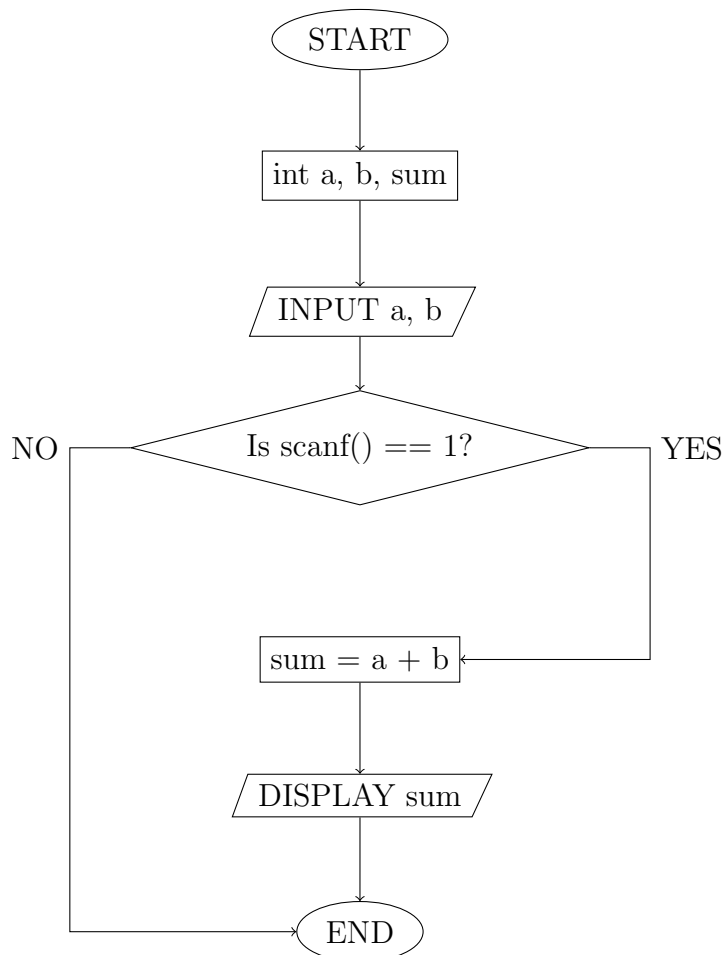 START
int a, b, sum
INPUT a, b
NO
Is scanf() == 1?
YES
sum = a + b
DISPLAY sum
END